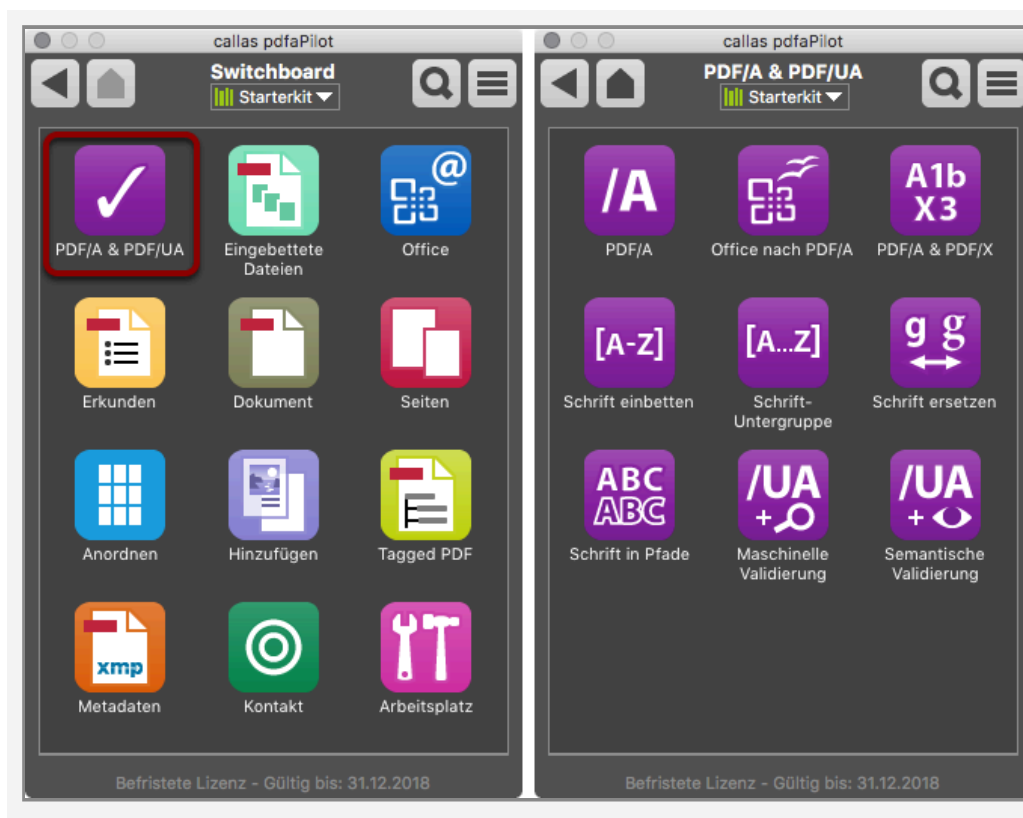 callas pdfaPilot
Switchboard
Starterkit
PDF/A & PDF/UA
Eingebettete
Dateien
@
Office
Erkunden
Dokument
Seiten
Anordnen
Hinzufügen
Tagged PDF
xmp
Metadaten
Kontakt
Arbeitsplatz
Befristete Lizenz - Gültig bis: 31.12.2018
callas pdfaPilot
PDF/A & PDF/UA
Starterkit
/A
PDF/A
Office nach PDF/A
A1b
X3
PDF/A & PDF/X
[A-Z]
Schrift einbetten
[A...Z]
Schrift-
Untergruppe
g g
Schrift ersetzen
ABC
ABC
Schrift in Pfade
/UA
+
Maschinelle
Validierung
/UA
+
Semantische
Validierung
Befristete Lizenz - Gültig bis: 31.12.2018